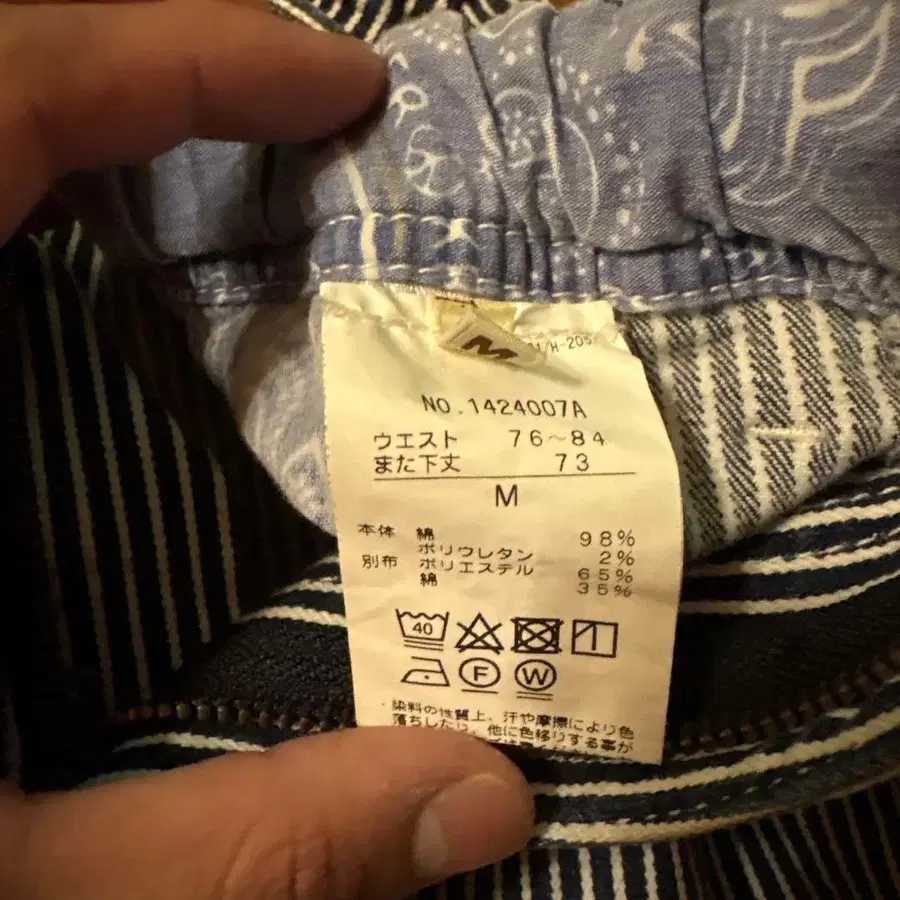 M
NO.1424007A
ウエスト 76~84
また下丈 73
M
本体 綿 98%
ポリウレタン 2%
別布 ポリエステル 65%
綿 35%
40
F W
・染料の性質上、汗や摩擦により色
落ちしたり、他に色移りする事が